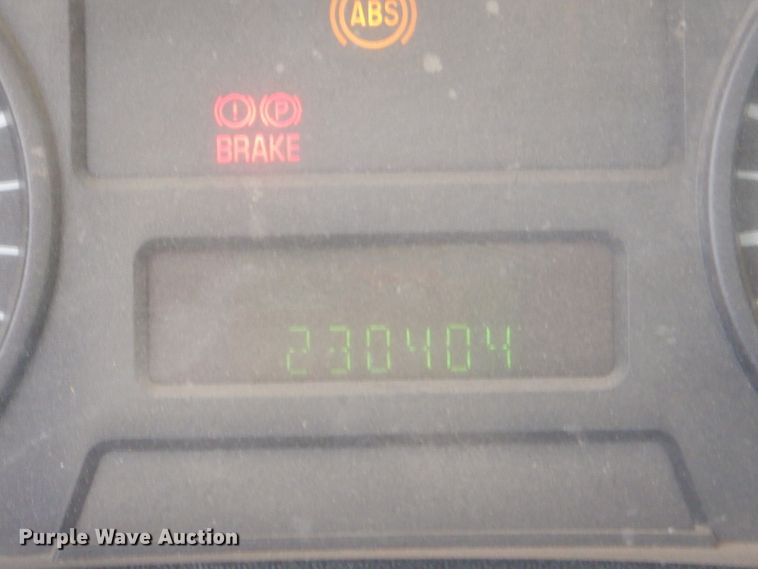 ABS
! P
BRAKE
230404
Purple Wave Auction